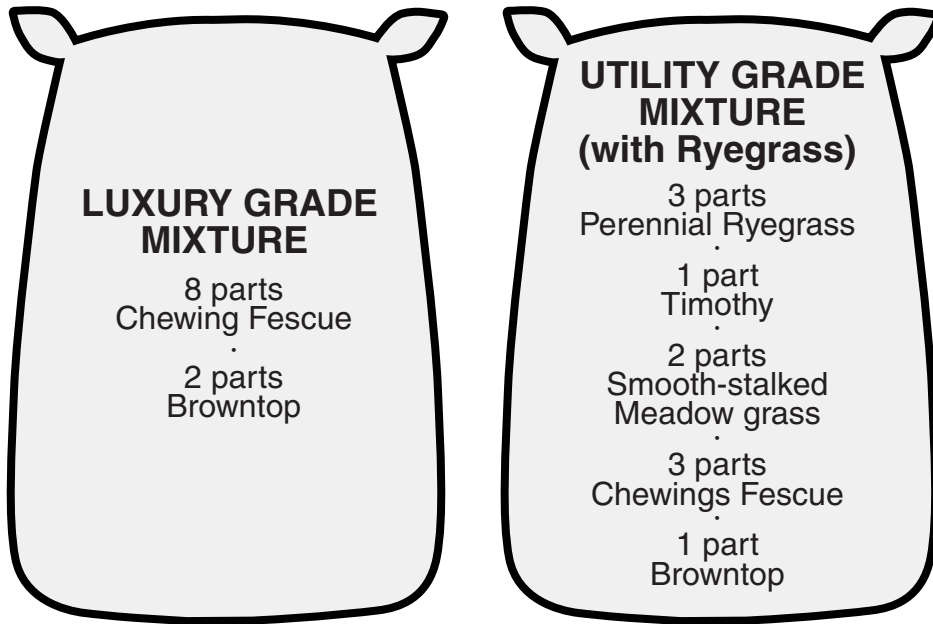 LUXURY GRADE
MIXTURE
8 parts
Chewing Fescue
·
2 parts
Browntop
UTILITY GRADE
MIXTURE
(with Ryegrass)
3 parts
Perennial Ryegrass
·
1 part
Timothy
·
2 parts
Smooth-stalked
Meadow grass
·
3 parts
Chewings Fescue
·
1 part
Browntop